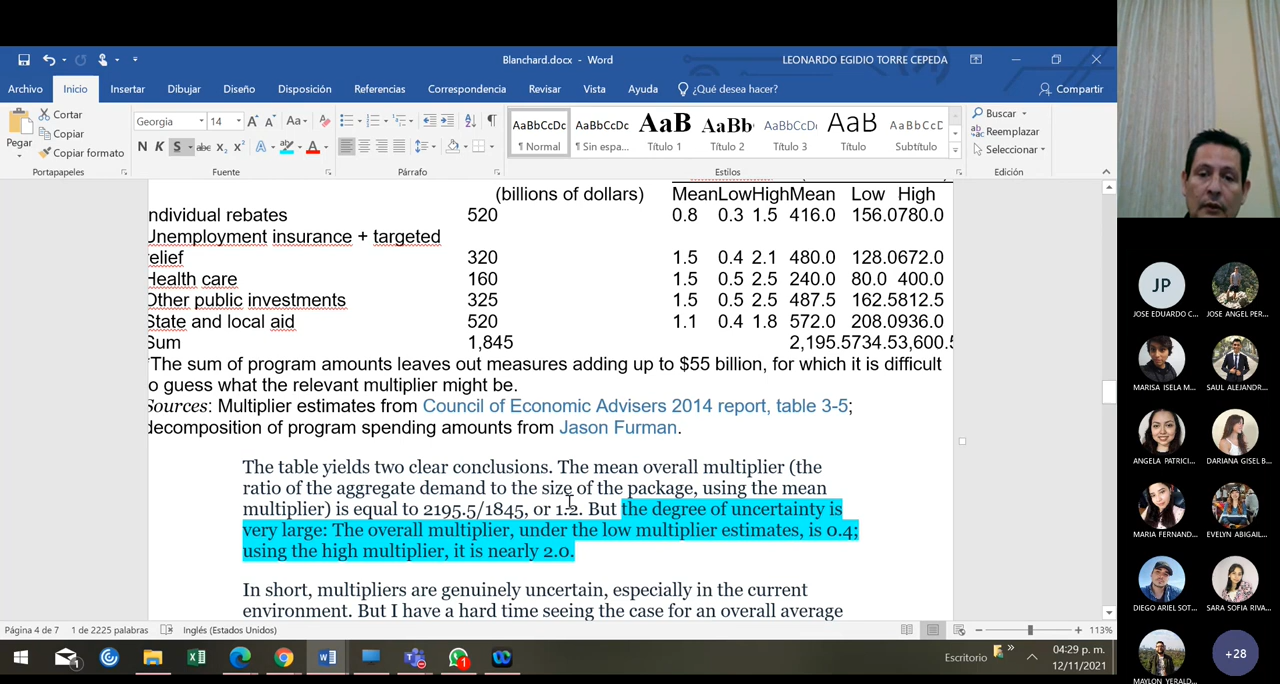 Blanchard.docx - Word
LEONARDO EGIDIO TORRE CEPEDA
Archivo Inicio Insertar Dibujar Diseño Disposición Referencias Correspondencia Revisar Vista Ayuda ¿Qué desea hacer? Compartir
Pegar
Cortar
Copiar
Copiar formato
Portapapeles
Georgia 14
N K S abc
Fuente
Párrafo
AaBbCcDc AaBbCcDc AaB AaBb AaBbCcD AaB AaBbCcD
¶ Normal ¶ Sin espa... Título 1 Título 2 Título 3 Título Subtítulo
Estilos
Buscar
Reemplazar
Seleccionar
Edición
(billions of dollars) MeanLowHighMean Low High
ndividual rebates 520 0.8 0.3 1.5 416.0 156.0780.0
Unemployment insurance + targeted
relief 320 1.5 0.4 2.1 480.0 128.0672.0
Health care 160 1.5 0.5 2.5 240.0 80.0 400.0
Other public investments 325 1.5 0.5 2.5 487.5 162.5812.5
State and local aid 520 1.1 0.4 1.8 572.0 208.0936.0
Sum 1,845 2,195.5734.53,600.5
*The sum of program amounts leaves out measures adding up to $55 billion, for which it is difficult
to guess what the relevant multiplier might be.
Sources: Multiplier estimates from Council of Economic Advisers 2014 report, table 3-5;
decomposition of program spending amounts from Jason Furman.
The table yields two clear conclusions. The mean overall multiplier (the
ratio of the aggregate demand to the size of the package, using the mean
multiplier) is equal to 2195.5/1845, or 1.2. But the degree of uncertainty is
very large: The overall multiplier, under the low multiplier estimates, is 0.4;
using the high multiplier, it is nearly 2.0.
In short, multipliers are genuinely uncertain, especially in the current
environment. But I have a hard time seeing the case for an overall average
Página 4 de 7 1 de 2225 palabras Inglés (Estados Unidos) 113%
Escritorio
04:29 p. m.
12/11/2021
JP
JOSE EDUARDO C... JOSE ANGEL PER...
MARISA ISELA M... SAUL ALEJANDR...
ANGELA PATRICI... DARIANA GISEL B...
MARIA FERNAND... EVELYN ABIGAIL...
DIEGO ARIEL SOT... SARA SOFIA RIVA...
MAYLON YERALD...
+28